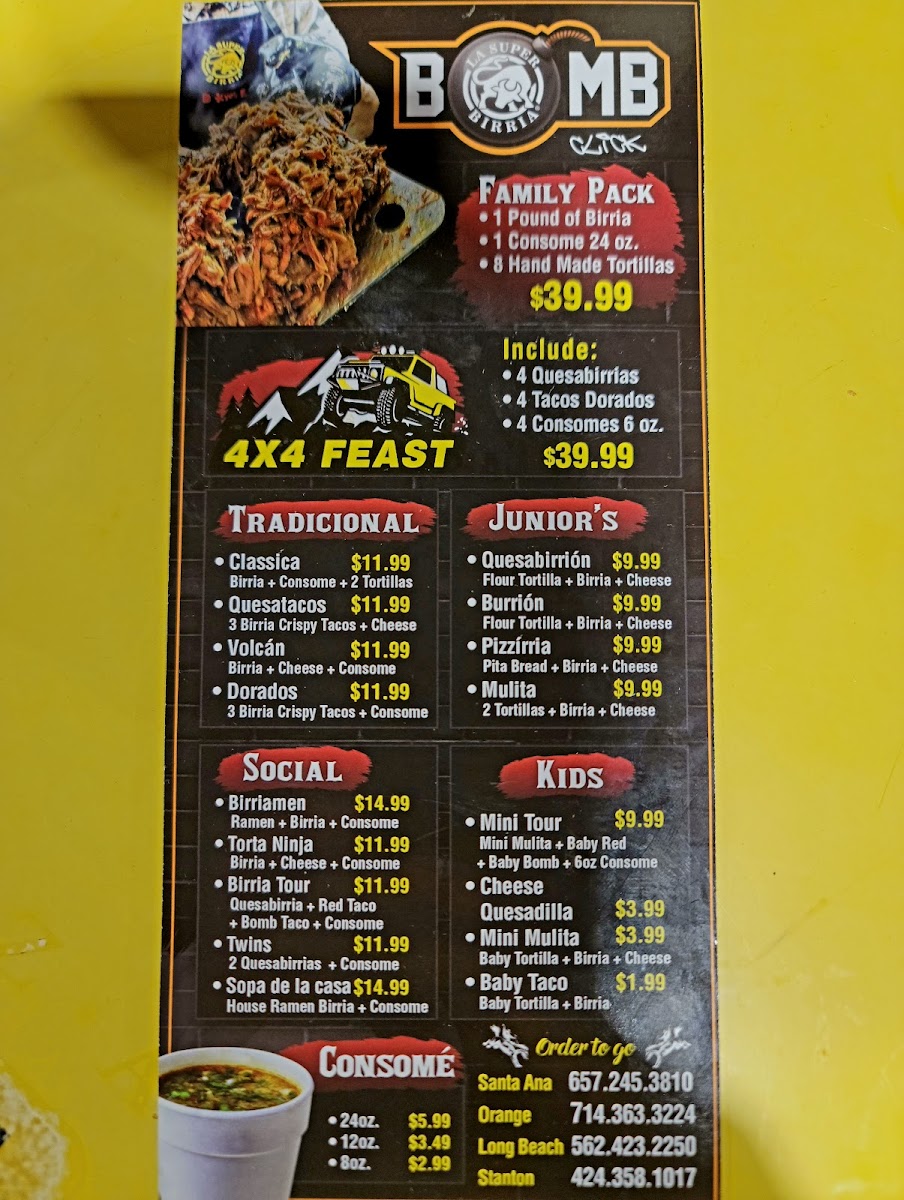 LA SUPER
BIRRIA
BOMB
LA SUPER
BIRRIA
CLICK
FAMILY PACK
• 1 Pound of Birria
• 1 Consome 24 oz.
• 8 Hand Made Tortillas
$39.99
4X4 FEAST
Include:
• 4 Quesabirrias
• 4 Tacos Dorados
• 4 Consomes 6 oz.
$39.99
TRADICIONAL
• Classica $11.99
Birria + Consome + 2 Tortillas
• Quesatacos $11.99
3 Birria Crispy Tacos + Cheese
• Volcán $11.99
Birria + Cheese + Consome
• Dorados $11.99
3 Birria Crispy Tacos + Consome
JUNIOR'S
• Quesabirrión $9.99
Flour Tortilla + Birria + Cheese
• Burrión $9.99
Flour Tortilla + Birria + Cheese
• Pizzírria $9.99
Pita Bread + Birria + Cheese
• Mulita $9.99
2 Tortillas + Birria + Cheese
SOCIAL
• Birriamen $14.99
Ramen + Birria + Consome
• Torta Ninja $11.99
Birria + Cheese + Consome
• Birria Tour $11.99
Quesabirria + Red Taco
+ Bomb Taco + Consome
• Twins $11.99
2 Quesabirrias + Consome
• Sopa de la casa $14.99
House Ramen Birria + Consome
KIDS
• Mini Tour $9.99
Mini Mulita + Baby Red
+ Baby Bomb + 6oz Consome
• Cheese
Quesadilla $3.99
• Mini Mulita $3.99
Baby Tortilla + Birria + Cheese
• Baby Taco $1.99
Baby Tortilla + Birria
CONSOMÉ
• 24oz. $5.99
• 12oz. $3.49
• 8oz. $2.99
Order to go
Santa Ana 657.245.3810
Orange 714.363.3224
Long Beach 562.423.2250
Stanton 424.358.1017